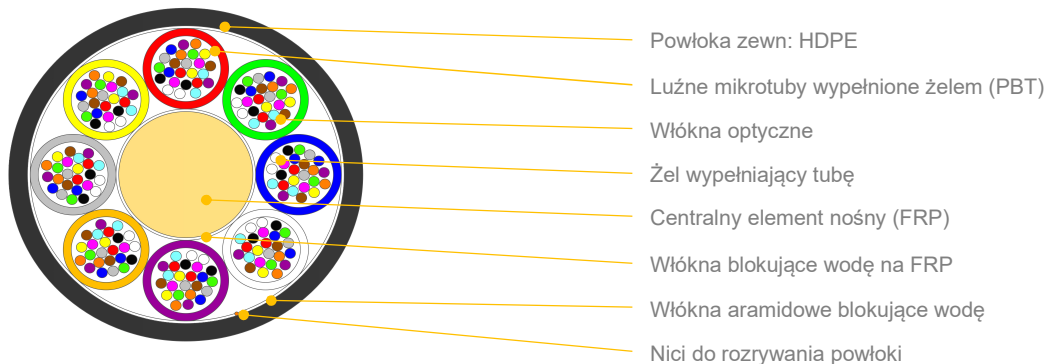 Powłoka zewn: HDPE
Luźne mikrotuby wypełnione żelem (PBT)
Włókna optyczne
Żel wypełniający tubę
Centralny element nośny (FRP)
Włókna blokujące wodę na FRP
Włókna aramidowe blokujące wodę
Nici do rozrywania powłoki